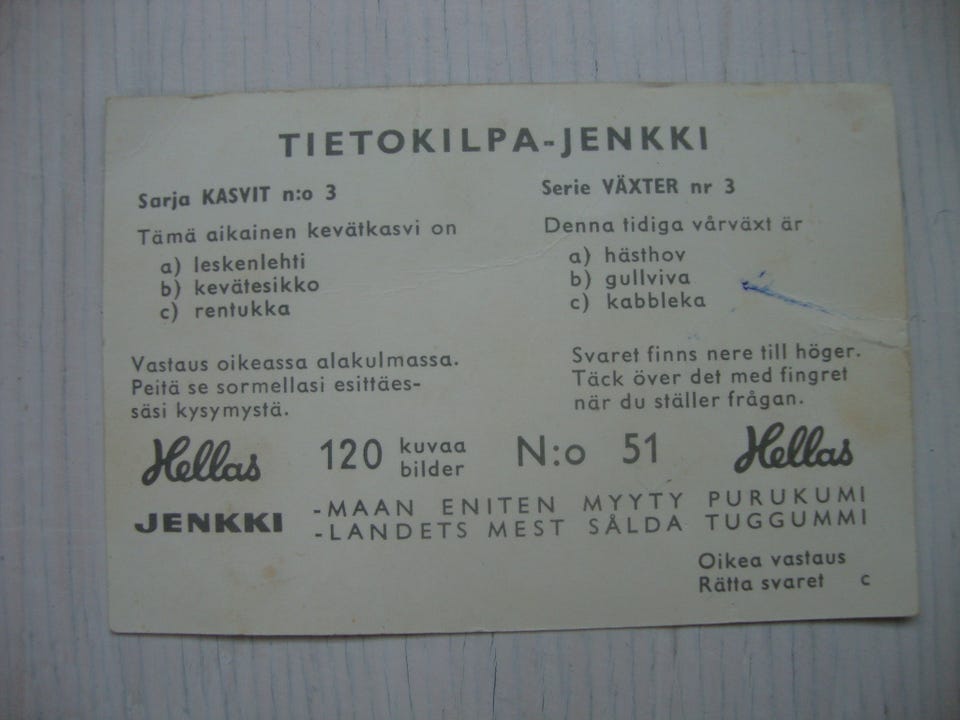 TIETOKILPA-JENKKI
Sarja KASVIT n:o 3
Tämä aikainen kevätkasvi on
a) leskenlehti
b) kevätesikko
c) rentukka
Vastaus oikeassa alakulmassa.
Peitä se sormellasi esittäes-
säsi kysymystä.
Serie VÄXTER nr 3
Denna tidiga vårväxt är
a) hästhov
b) gullviva
c) kabbleka
Svaret finns nere till höger.
Täck över det med fingret
när du ställer frågan.
Hellas 120 kuvaa bilder N:o 51 Hellas
JENKKI -MAAN ENITEN MYYTY PURUKUMI
-LANDETS MEST SÅLDA TUGGUMMI
Oikea vastaus
Rätta svaret c